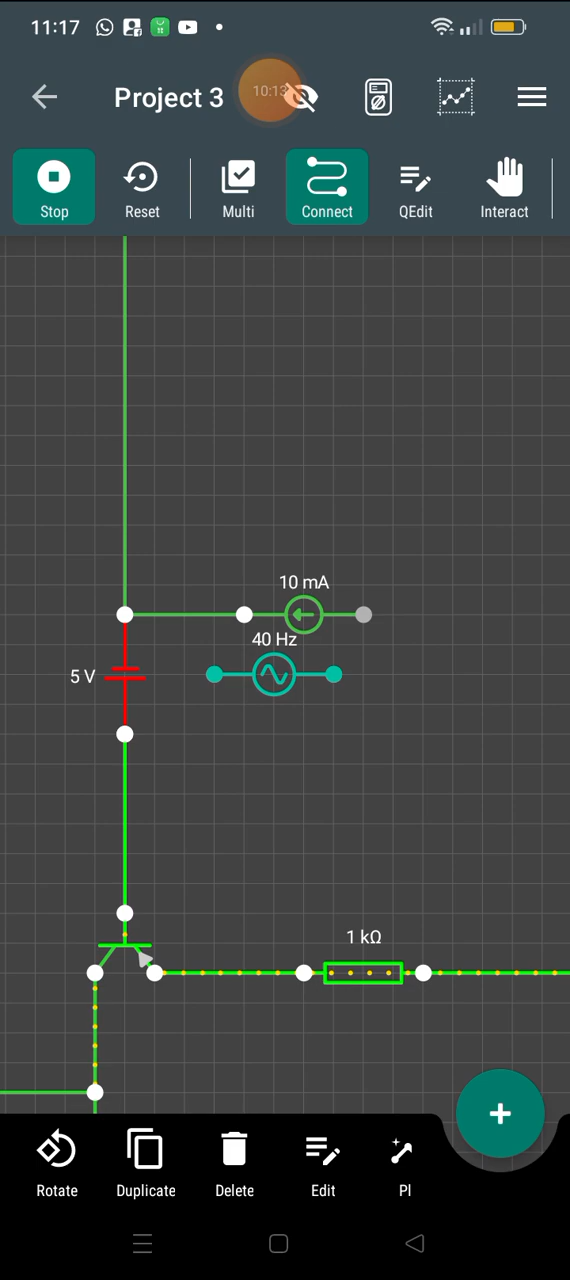 11:17
Project 3
10:13
Stop
Reset
Multi
Connect
QEdit
Interact
10 mA
40 Hz
5 V
1 kΩ
+
Rotate
Duplicate
Delete
Edit
Pl